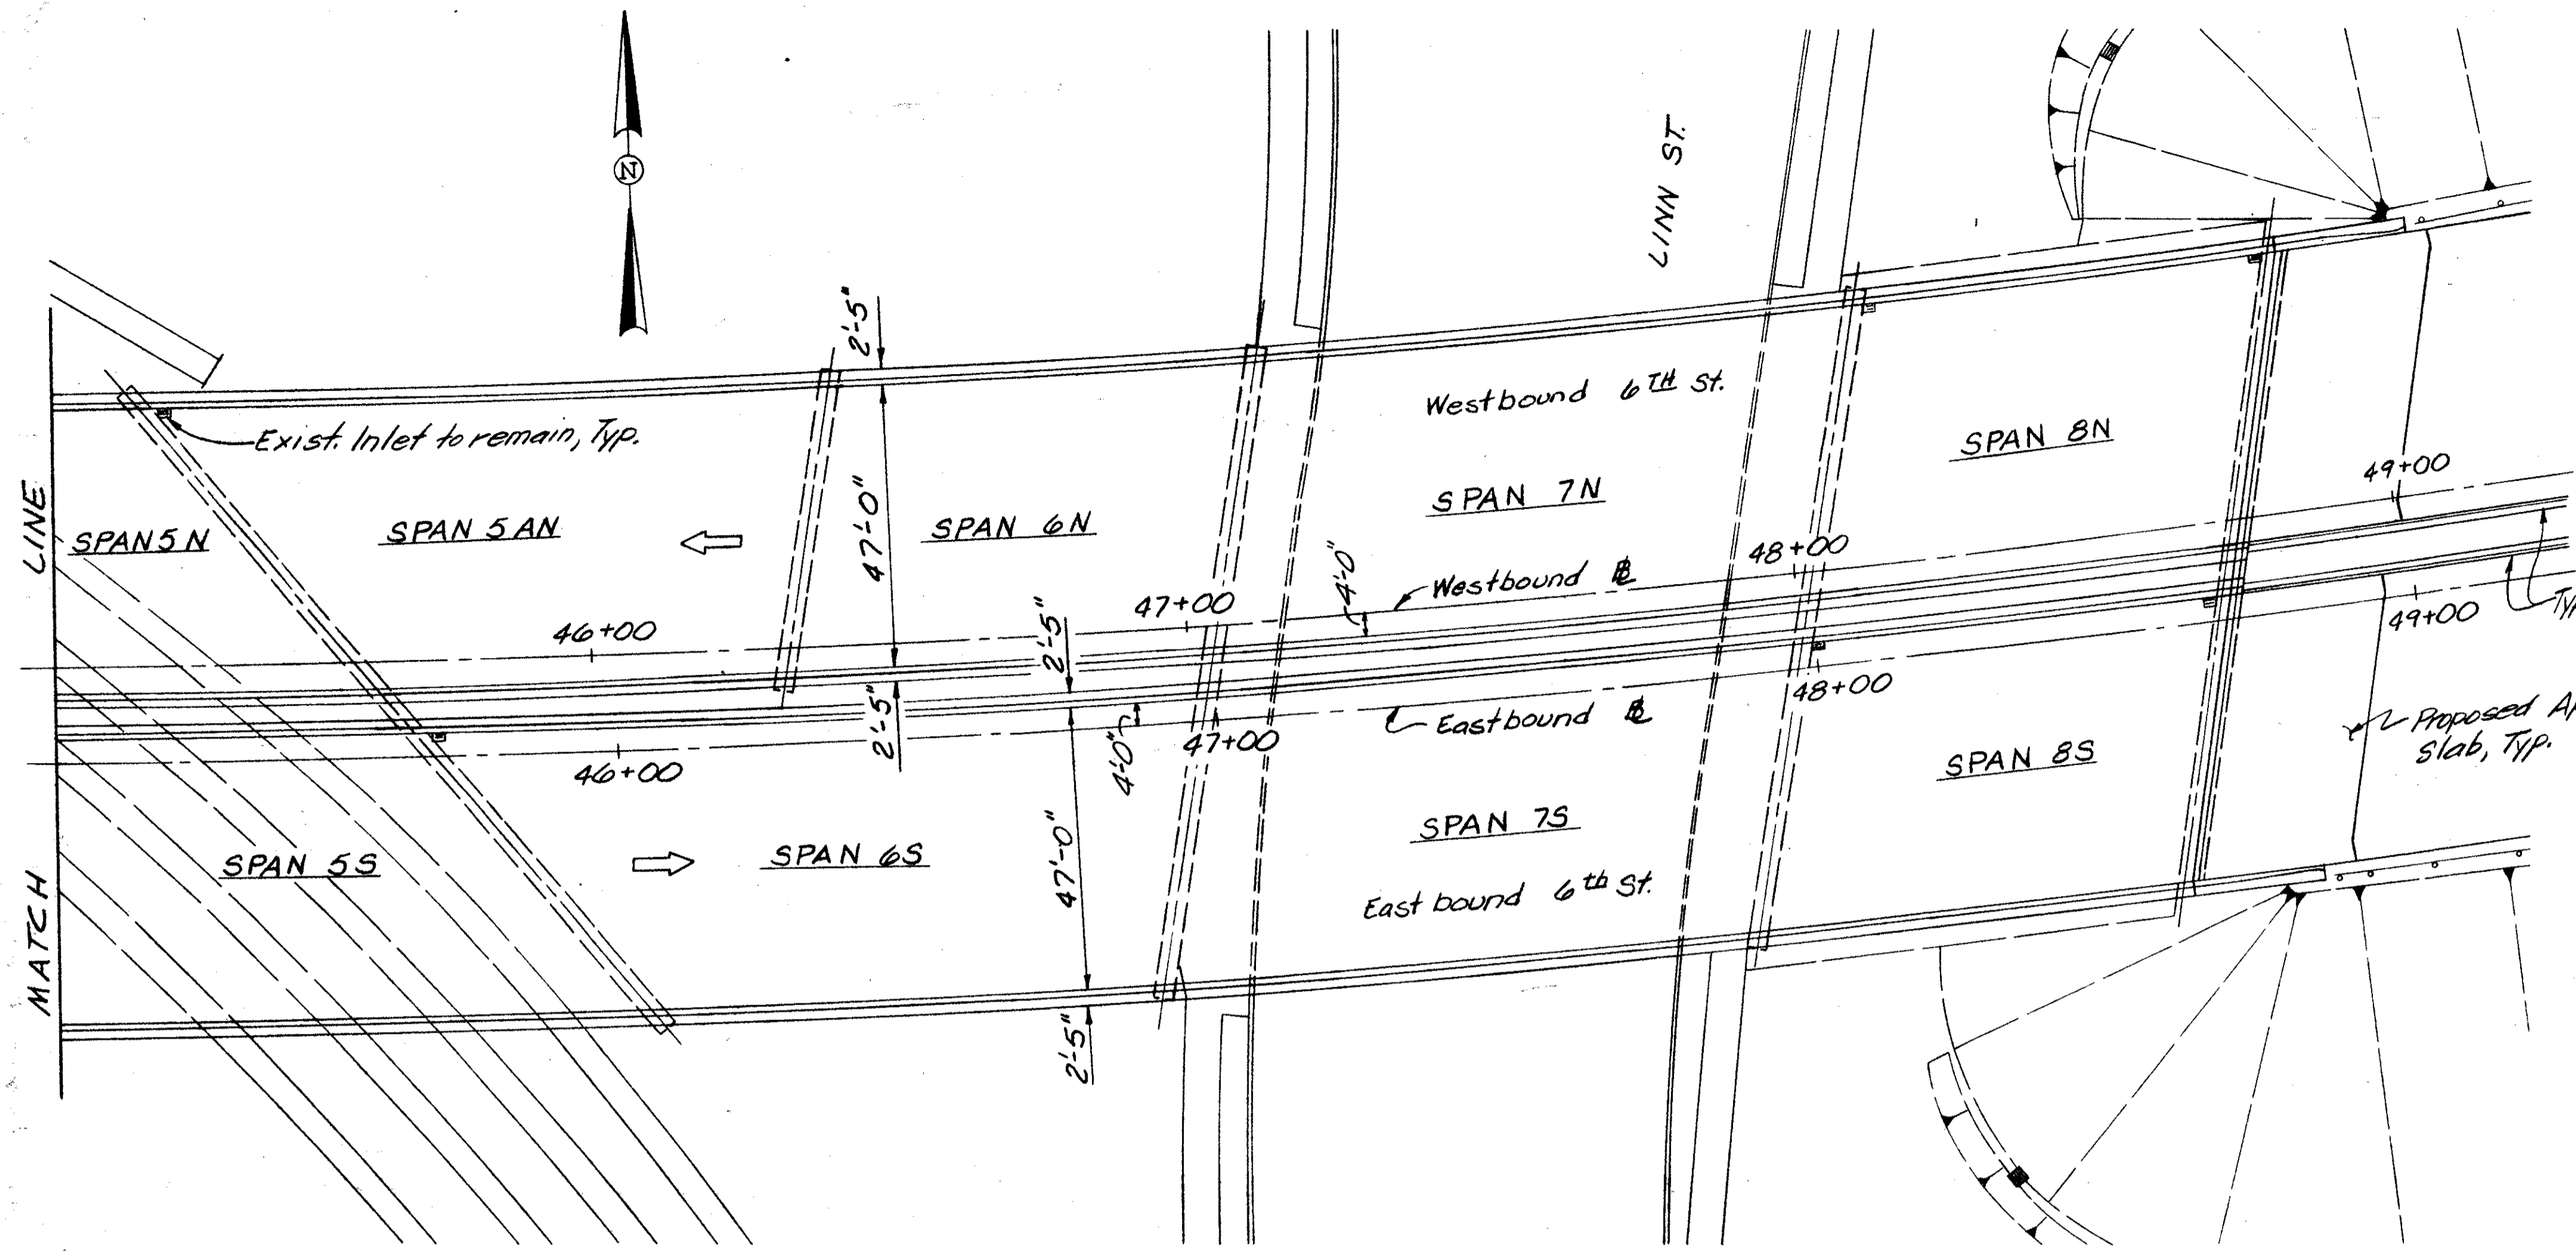 N
LINN ST.
2'-5"
Westbound 6TH St.
Exist. Inlet to remain, Typ.
SPAN 8N
49+00
LINE
SPAN 5N
SPAN 5AN
47'-0"
SPAN 6N
SPAN 7N
48+00
Westbound ℄
4'-0"
47+00
46+00
2'-5"
49+00
Typ
48+00
2'-5"
Eastbound ℄
47+00
4'-0"
46+00
Proposed
Slab, Typ.
SPAN 8S
SPAN 7S
SPAN 5S
SPAN 6S
47'-0"
East bound 6th St.
MATCH
2'-5"